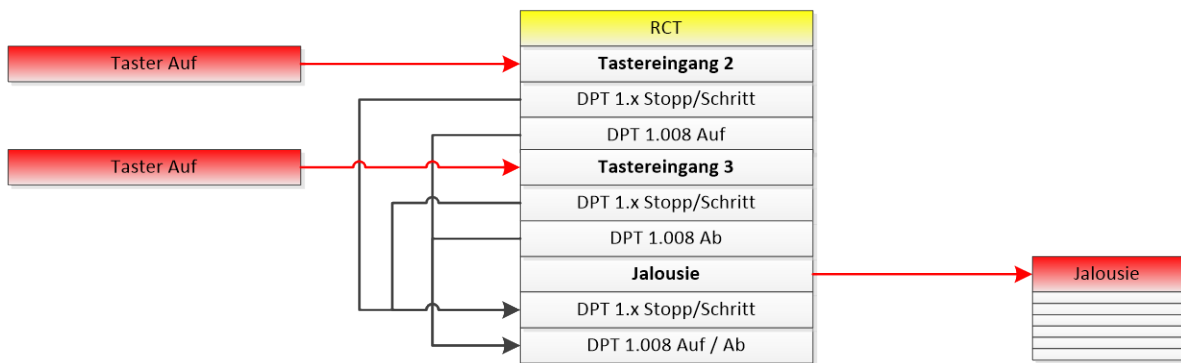 RCT
Taster Auf
Tastereingang 2
DPT 1.x Stopp/Schritt
DPT 1.008 Auf
Taster Auf
Tastereingang 3
DPT 1.x Stopp/Schritt
DPT 1.008 Ab
Jalousie
Jalousie
DPT 1.x Stopp/Schritt
DPT 1.008 Auf / Ab